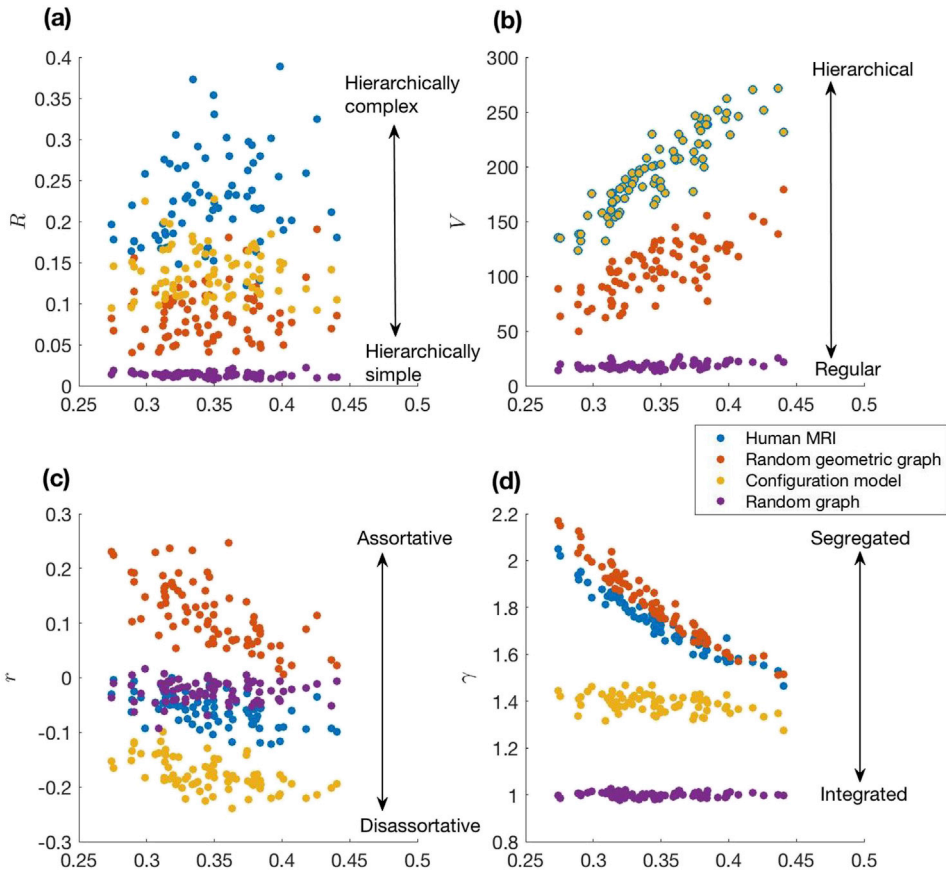 (a)
0.4
0.35
0.3
0.25
0.2
0.15
0.1
0.05
0
R
Hierarchically
complex
Hierarchically
simple
0.25 0.3 0.35 0.4 0.45 0.5
(b)
300
250
200
150
100
50
0
V
Hierarchical
Regular
0.25 0.3 0.35 0.4 0.45 0.5
Human MRI
Random geometric graph
Configuration model
Random graph
(c)
0.3
0.2
0.1
0
-0.1
-0.2
-0.3
r
Assortative
Disassortative
0.25 0.3 0.35 0.4 0.45 0.5
(d)
2.2
2
1.8
1.6
1.4
1.2
1
0.8
γ
Segregated
Integrated
0.25 0.3 0.35 0.4 0.45 0.5